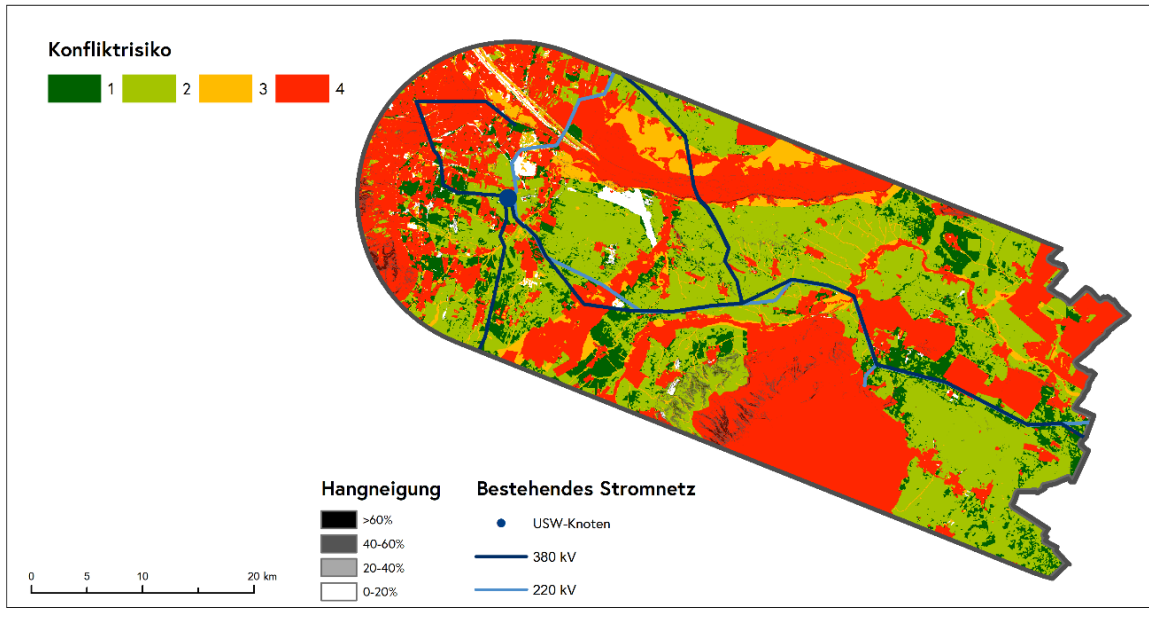 Konfliktrisiko
1 2 3 4
Hangneigung
>60%
40-60%
20-40%
0-20%
Bestehendes Stromnetz
USW-Knoten
380 kV
220 kV
0 5 10 20 km